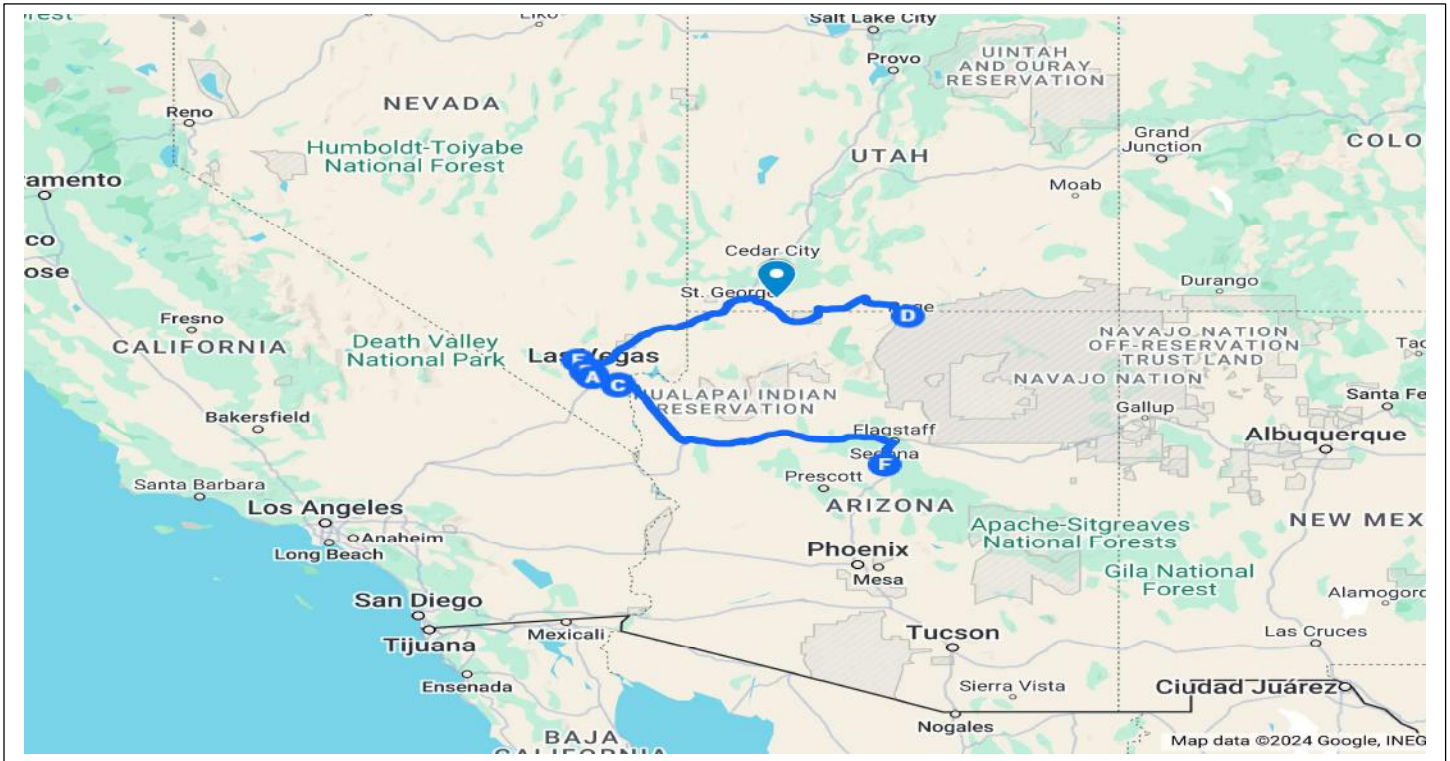 Salt Lake City
UINTAH
AND OURAY
RESERVATION
Provo
NEVADA
Reno
Grand
Junction
COLO
Humboldt-Toiyabe
National Forest
UTAH
ramento
Moab
co
ose
Cedar City
Durango
St. George
D
Fresno
CALIFORNIA
Death Valley
National Park
NAVAJO NATION
OFF-RESERVATION
TRUST LAND
Las Vegas
A
C
NAVAJO NATION
HUALAPAI INDIAN
RESERVATION
Santa Fe
Bakersfield
Gallup
Flagstaff
Albuquerque
Sedona
F
Prescott
Santa Barbara
ARIZONA
Los Angeles
Anaheim
Long Beach
Apache-Sitgreaves
National Forests
NEW MEX
Phoenix
Mesa
Gila National
Forest
Alamogord
San Diego
Tijuana
Mexicali
Tucson
Las Cruces
Ensenada
Sierra Vista
Ciudad Juárez
Nogales
BAJA
CALIFORNIA
Map data ©2024 Google, INEG